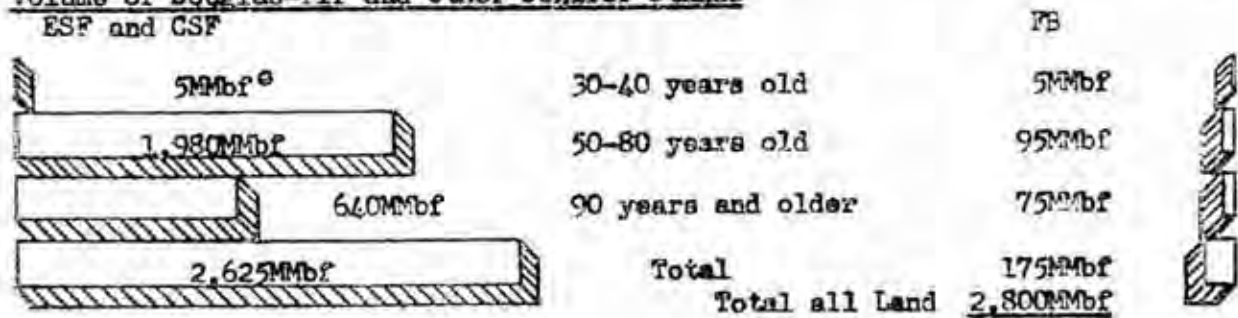 ESF and CSF FB
5MMbf@ 30-40 years old 5MMbf
1,980MMbf 50-80 years old 95MMbf
640MMbf 90 years and older 75MMbf
2,625MMbf Total 175MMbf
Total all Land 2,800MMbf